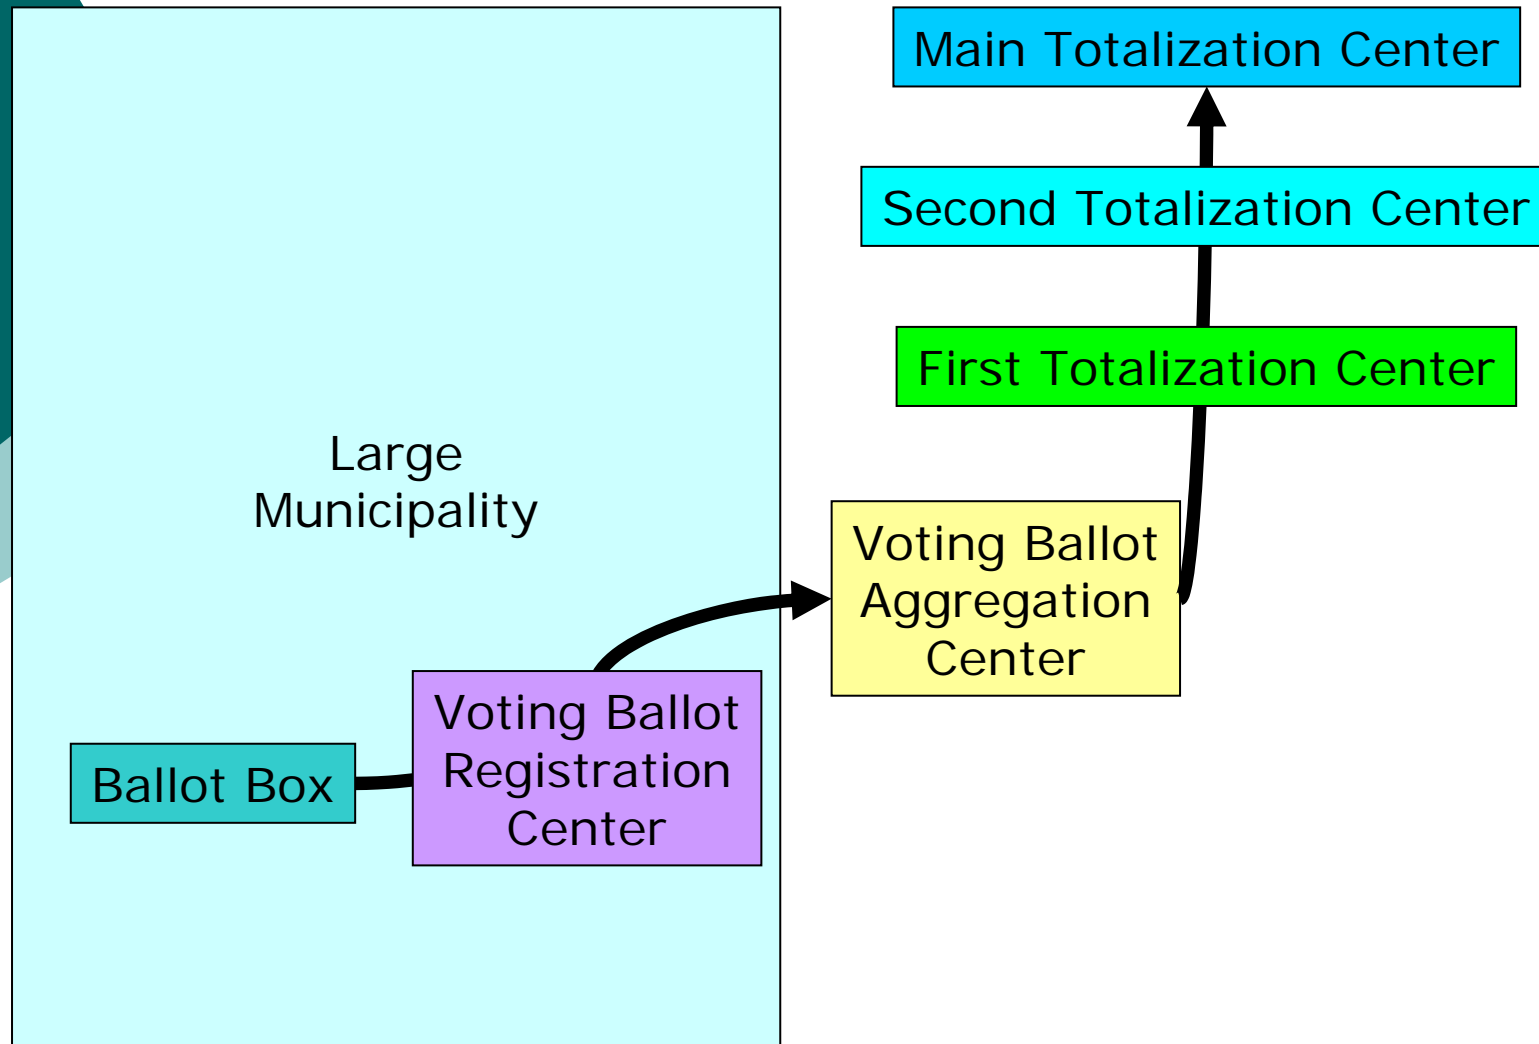 Main Totalization Center
Second Totalization Center
First Totalization Center
Large
Municipality
Voting Ballot
Aggregation
Center
Voting Ballot
Registration
Center
Ballot Box